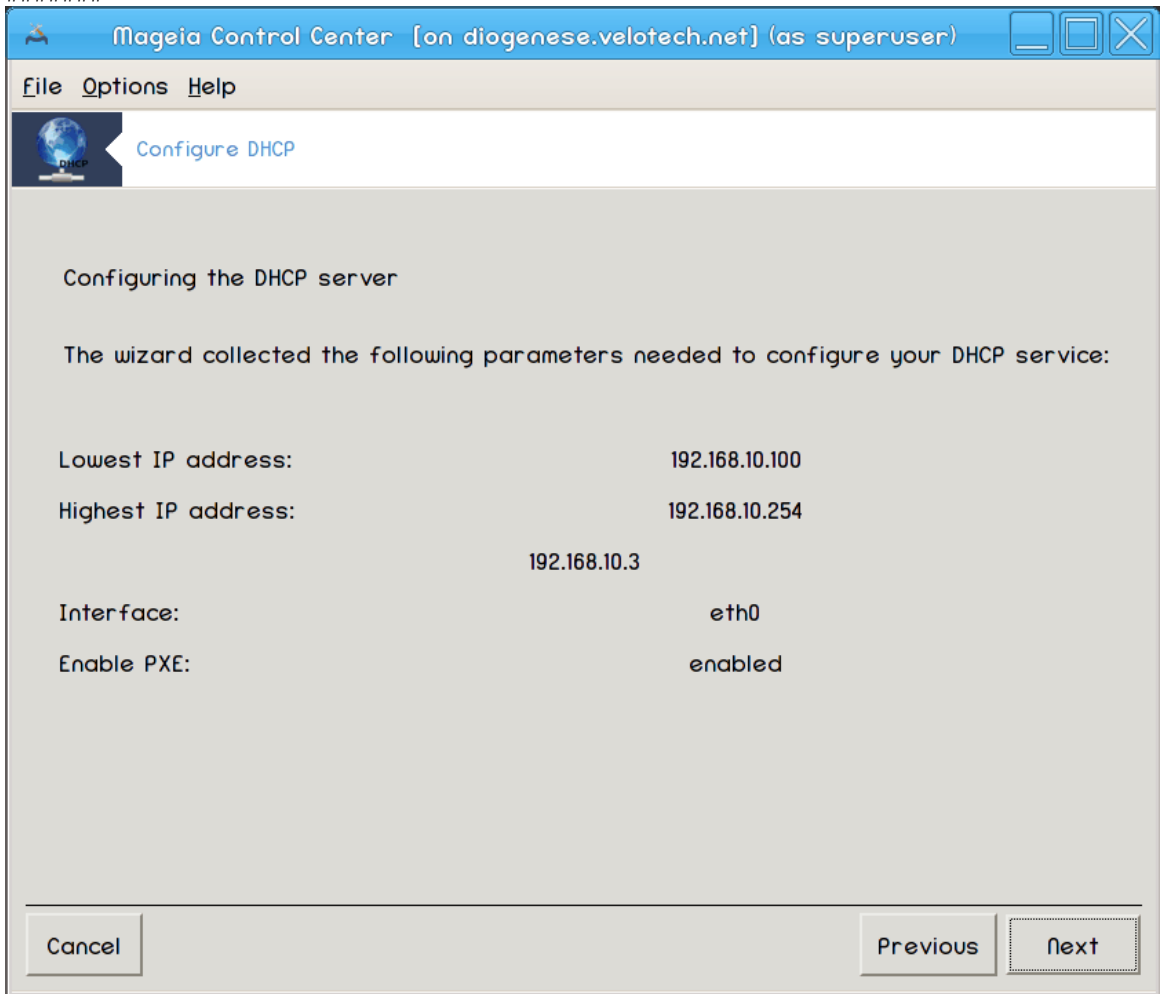 Mageia Control Center [on diogenese.velotech.net] (as superuser)
File Options Help
DHCP Configure DHCP
Configuring the DHCP server
The wizard collected the following parameters needed to configure your DHCP service:
Lowest IP address: 192.168.10.100
Highest IP address: 192.168.10.254
192.168.10.3
Interface: eth0
Enable PXE: enabled
Cancel Previous Next